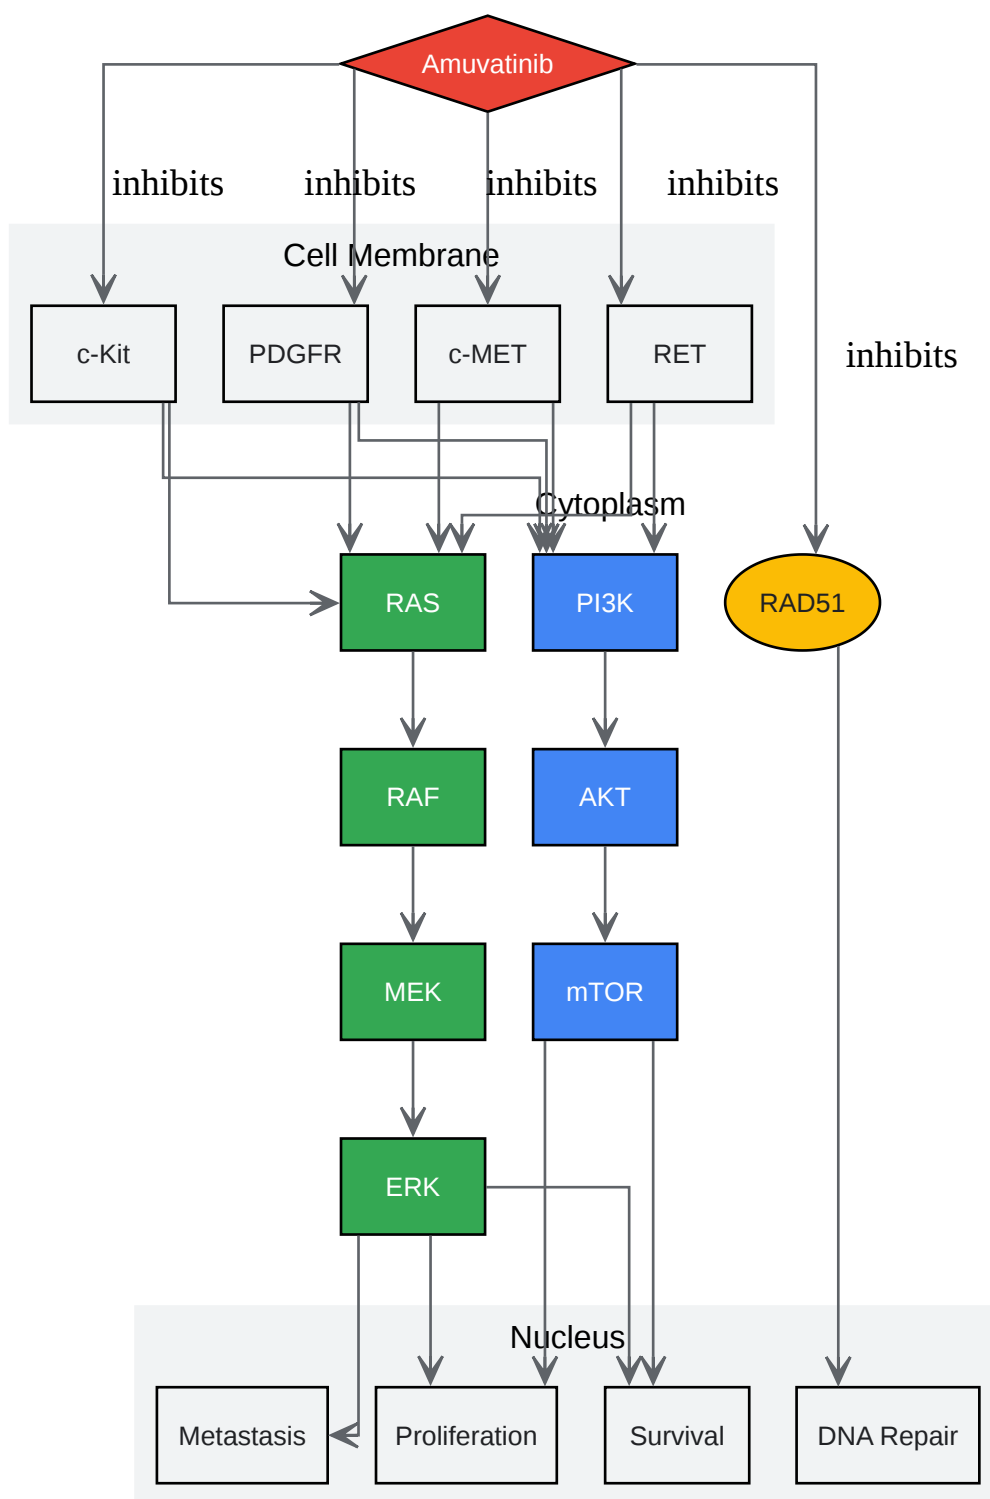 Amuvatinib
inhibits
inhibits
inhibits
inhibits
Cell Membrane
c-Kit
PDGFR
c-MET
RET
inhibits
Cytoplasm
RAS
PI3K
RAD51
RAF
AKT
MEK
mTOR
ERK
Nucleus
Metastasis
Proliferation
Survival
DNA Repair